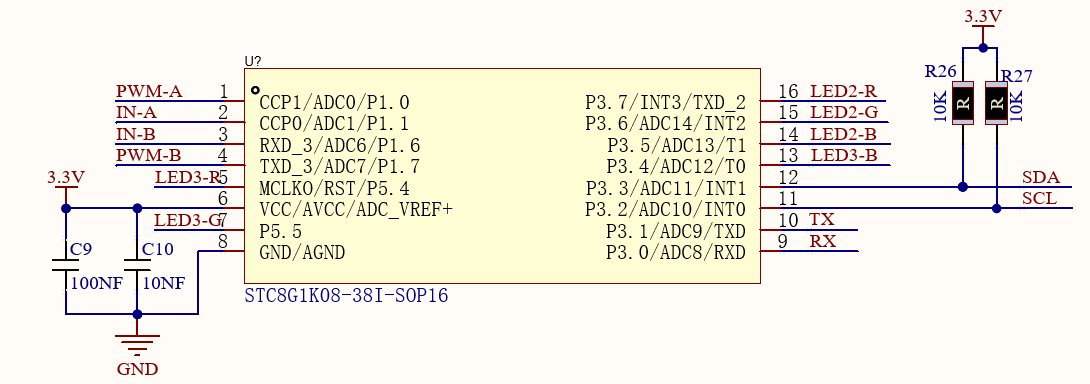 3.3V
U?
R26
R27
10K
R
R
10K
PWM-A
1
CCP1/ADC0/P1.0
P3.7/INT3/TXD_2
16
LED2-R
IN-A
2
CCP0/ADC1/P1.1
P3.6/ADC14/INT2
15
LED2-G
IN-B
3
RXD_3/ADC6/P1.6
P3.5/ADC13/T1
14
LED2-B
PWM-B
4
TXD_3/ADC7/P1.7
P3.4/ADC12/T0
13
LED3-B
3.3V
LED3-R
5
MCLKO/RST/P5.4
P3.3/ADC11/INT1
12
SDA
6
VCC/AVCC/ADC_VREF+
P3.2/ADC10/INT0
11
SCL
LED3-G
7
P5.5
P3.1/ADC9/TXD
10
TX
8
GND/AGND
P3.0/ADC8/RXD
9
RX
C9
C10
100NF
10NF
STC8G1K08-38I-SOP16
GND